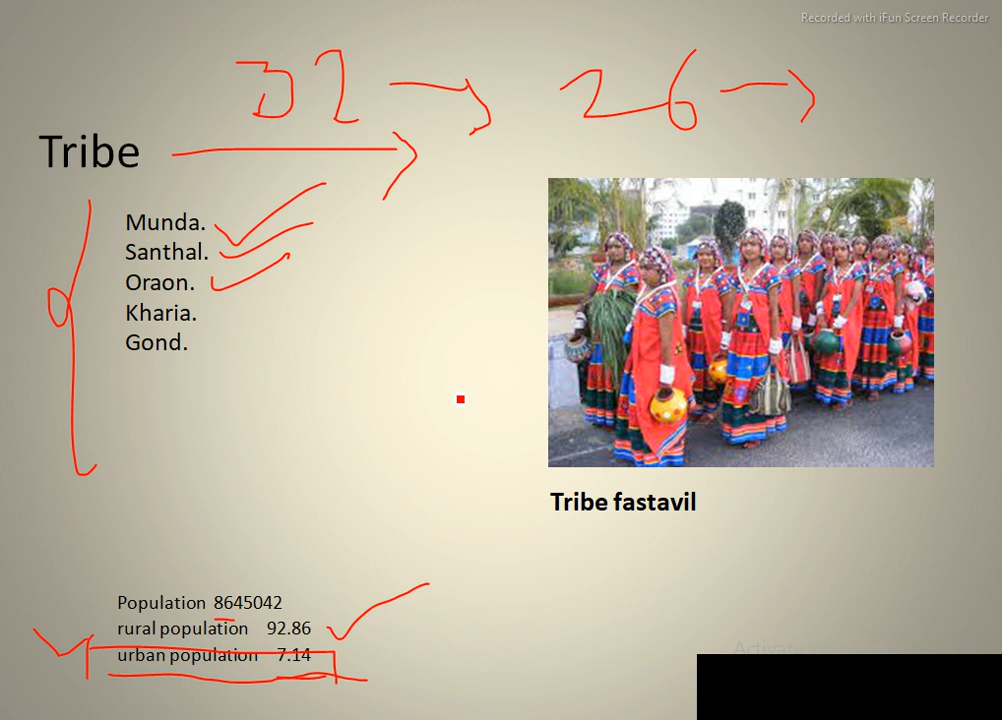 Recorded with iFun Screen Recorder
32 → 26 →
Tribe
Munda.
Santhal.
Oraon.
Kharia.
Gond.
Tribe fastavil
Population 8645042
rural population 92.86
urban population 7.14
Activate